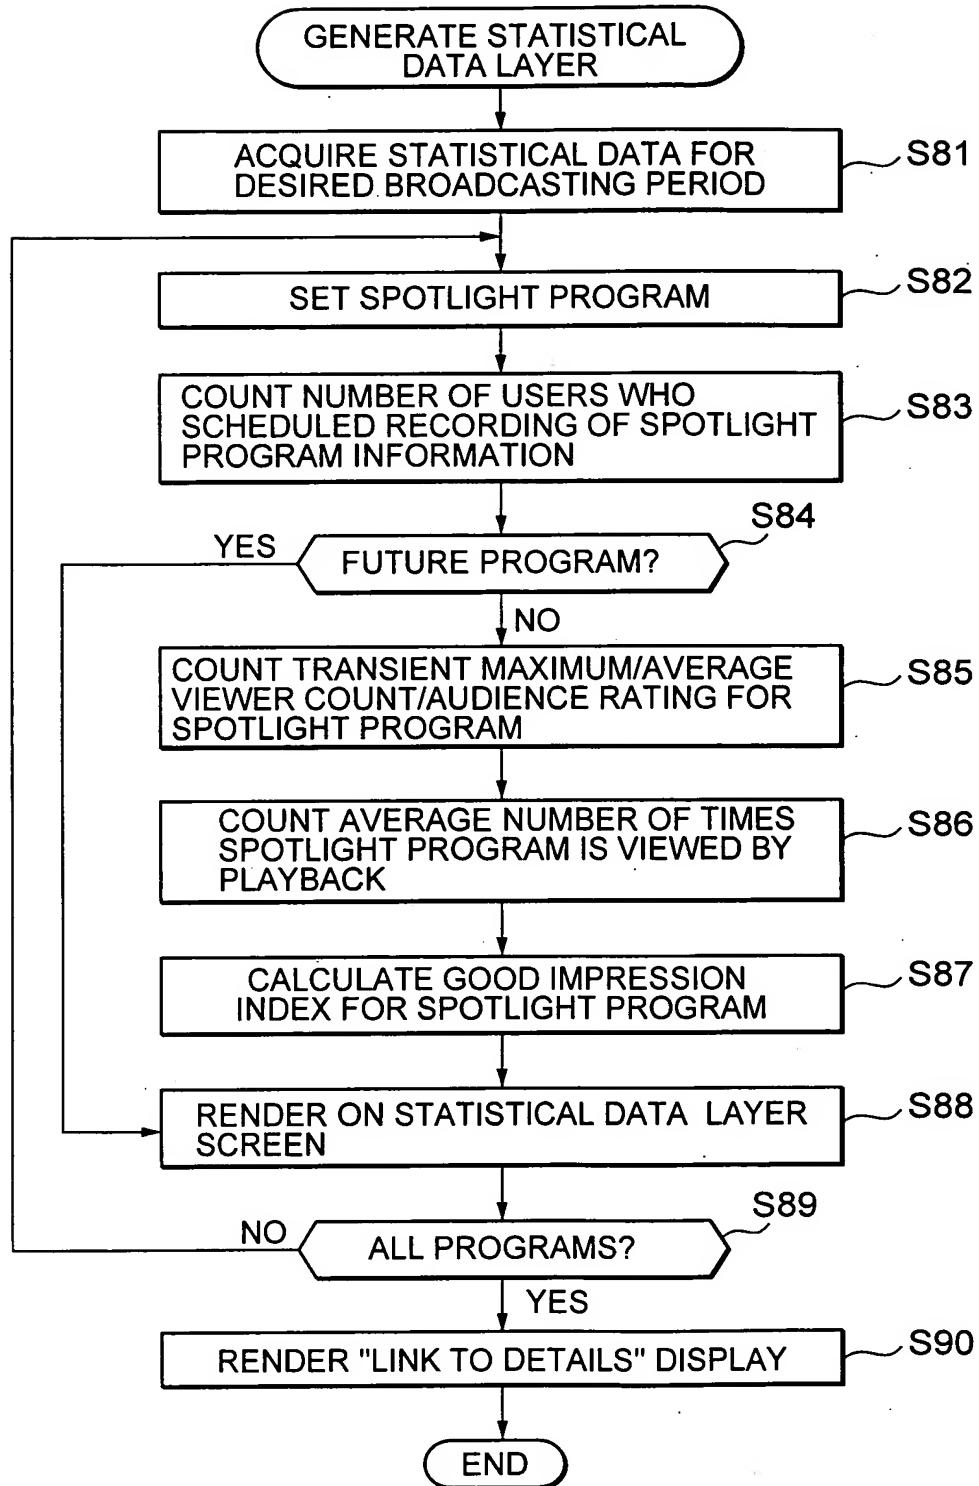 GENERATE STATISTICAL
DATA LAYER
ACQUIRE STATISTICAL DATA FOR
DESIRED BROADCASTING PERIOD
S81
SET SPOTLIGHT PROGRAM
S82
COUNT NUMBER OF USERS WHO
SCHEDULED RECORDING OF SPOTLIGHT
PROGRAM INFORMATION
S83
S84
YES
FUTURE PROGRAM?
NO
COUNT TRANSIENT MAXIMUM/AVERAGE
VIEWER COUNT/AUDIENCE RATING FOR
SPOTLIGHT PROGRAM
S85
COUNT AVERAGE NUMBER OF TIMES
SPOTLIGHT PROGRAM IS VIEWED BY
PLAYBACK
S86
CALCULATE GOOD IMPRESSION
INDEX FOR SPOTLIGHT PROGRAM
S87
RENDER ON STATISTICAL DATA LAYER
SCREEN
S88
S89
NO
ALL PROGRAMS?
YES
RENDER "LINK TO DETAILS" DISPLAY
S90
END